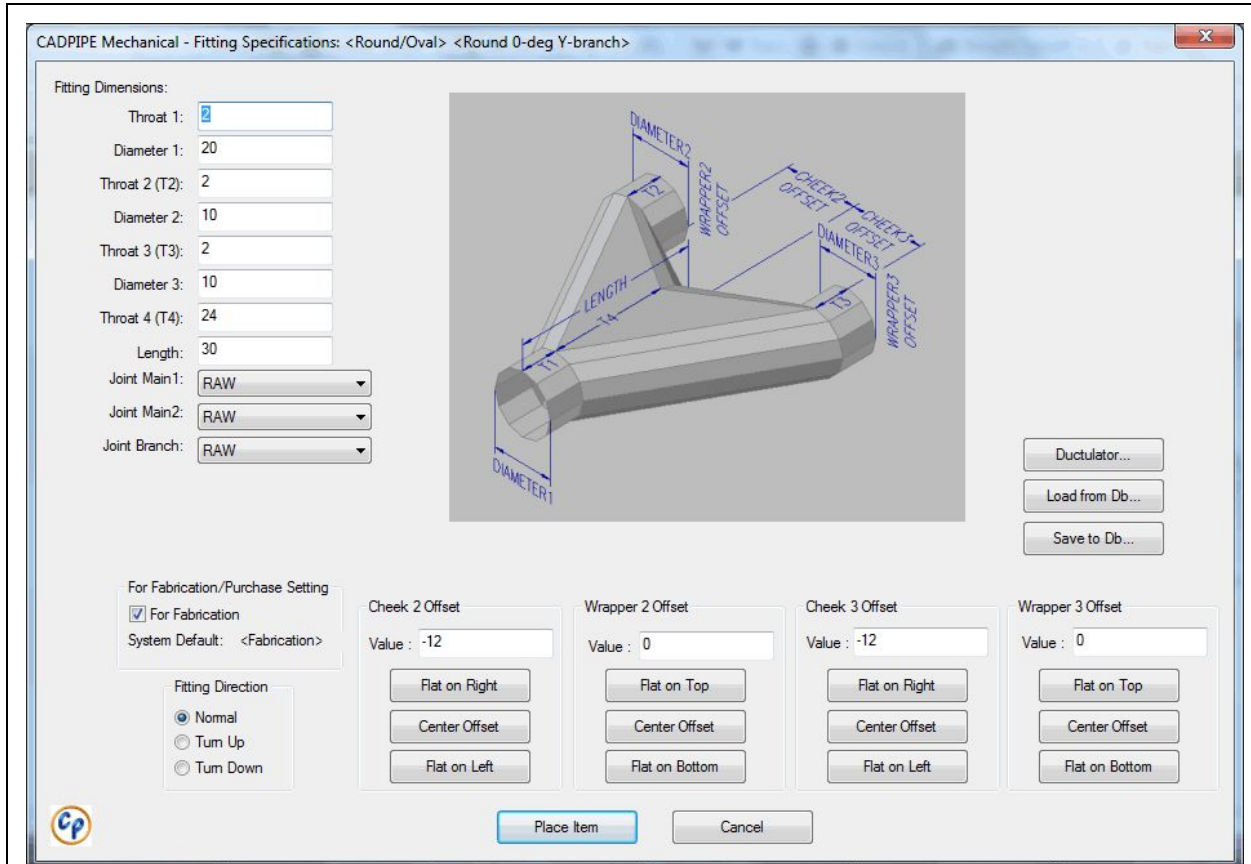 CADPIPE Mechanical - Fitting Specifications: <Round/Oval> <Round 0-deg Y-branch>
Fitting Dimensions:
Throat 1: 2
Diameter 1: 20
Throat 2 (T2): 2
Diameter 2: 10
Throat 3 (T3): 2
Diameter 3: 10
Throat 4 (T4): 24
Length: 30
Joint Main1: RAW
Joint Main2: RAW
Joint Branch: RAW
DIAMETER2
T2
WRAPPER2
OFFSET
CHEEK2
OFFSET
CHEEK3
OFFSET
DIAMETER3
T3
WRAPPER3
OFFSET
LENGTH
T4
T1
DIAMETER1
Ductulator...
Load from Db...
Save to Db...
For Fabrication/Purchase Setting
For Fabrication
System Default: <Fabrication>
Fitting Direction
Normal
Turn Up
Turn Down
Cheek 2 Offset
Value : -12
Flat on Right
Center Offset
Flat on Left
Wrapper 2 Offset
Value : 0
Flat on Top
Center Offset
Flat on Bottom
Cheek 3 Offset
Value : -12
Flat on Right
Center Offset
Flat on Left
Wrapper 3 Offset
Value : 0
Flat on Top
Center Offset
Flat on Bottom
CP
Place Item
Cancel